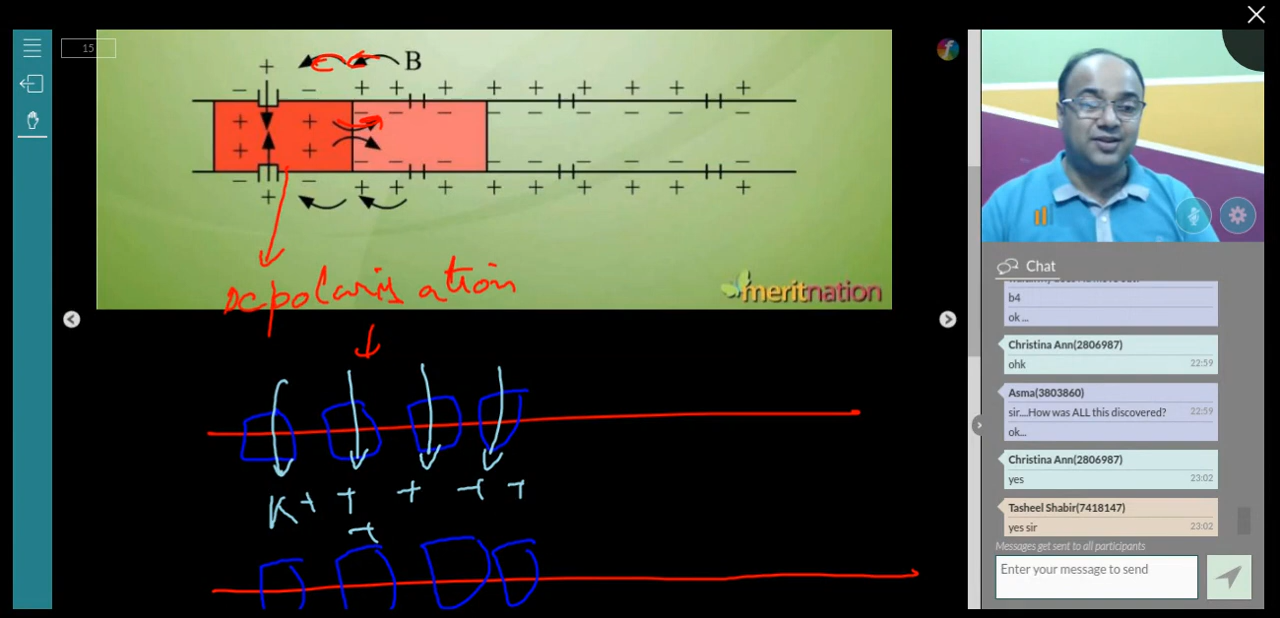 15
B
meritnation
Depolarisation
K+ + + + +
+
Chat
b4
ok ...
Christina Ann(2806987)
ohk 22:59
Asma(3803860)
sir....How was ALL this discovered? 22:59
ok...
Christina Ann(2806987)
yes 23:02
Tasheel Shabir(7418147)
yes sir 23:02
Messages get sent to all participants
Enter your message to send